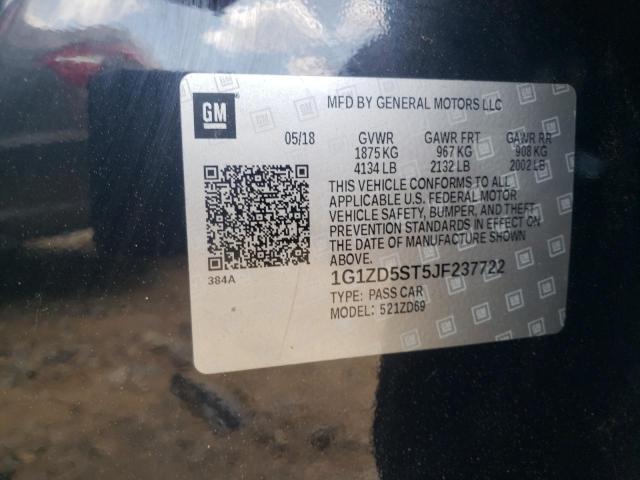 GM
MFD BY GENERAL MOTORS LLC
05/18 GVWR GAWR FRT GAWR RR
1875 KG 967 KG 908 KG
4134 LB 2132 LB 2002 LB
THIS VEHICLE CONFORMS TO ALL
APPLICABLE U.S. FEDERAL MOTOR
VEHICLE SAFETY, BUMPER, AND THEFT
PREVENTION STANDARDS IN EFFECT ON
THE DATE OF MANUFACTURE SHOWN
ABOVE.
384A
1G1ZD5ST5JF237722
TYPE: PASS CAR
MODEL: 521ZD69